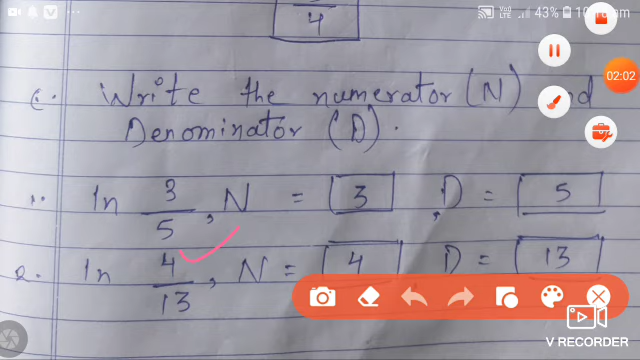 4
43%
02:02
C. Write the numerator (N)
Denominator (D).
1. In 3/5, N = 3, D = 5
2. In 4/13, N = 4 D = 13
V RECORDER